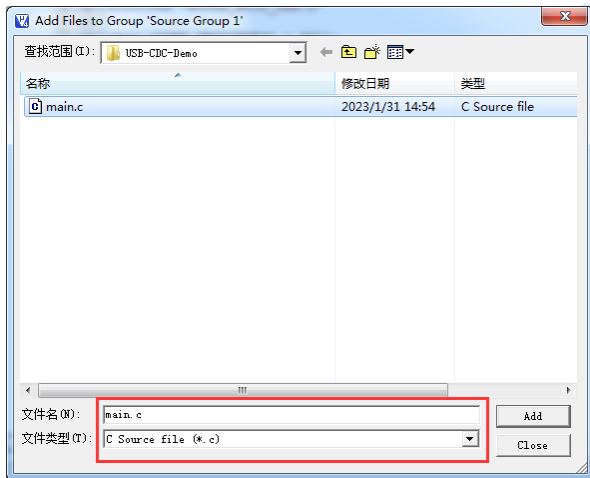 Add Files to Group 'Source Group 1'
查找范围(I): USB-CDC-Demo
名称 修改日期 类型
main.c 2023/1/31 14:54 C Source file
文件名(N): main.c Add
文件类型(T): C Source file (*.c) Close